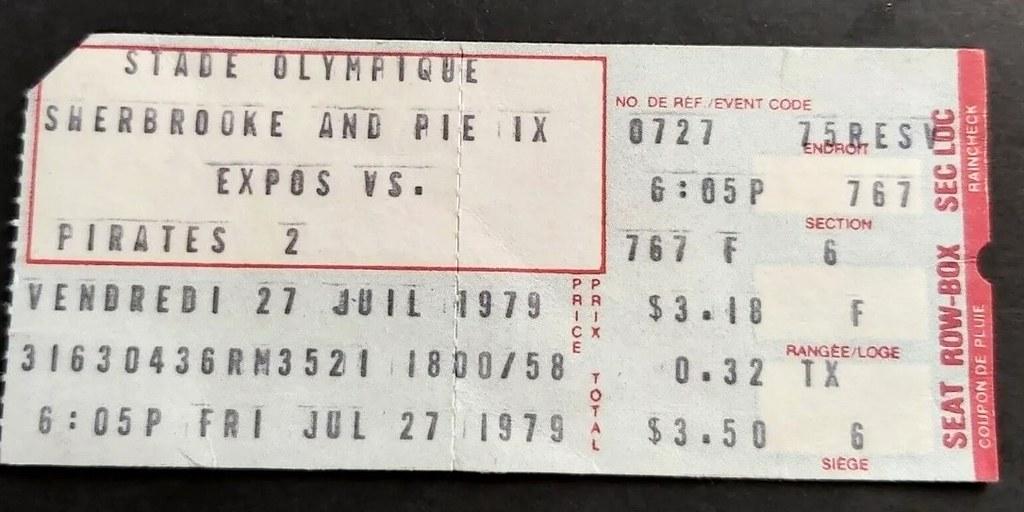 STADE OLYMPIQUE
SHERBROOKE AND PIE IX
EXPOS VS.
PIRATES 2
VENDREDI 27 JUIL 1979
31630436RM3521 1800/58
6:05P FRI JUL 27 1979
PRICE
PRIX TOTAL
NO. DE RÉF./EVENT CODE
0727 75RESV
ENDROIT
6:05P 767
SECTION
767 F 6
$3.18 F
RANGÉE/LOGE
0.32 TX
$3.50 6
SIÈGE
SEAT ROW-BOX SEC LOC
COUPON DE PLUIE RAINCHECK